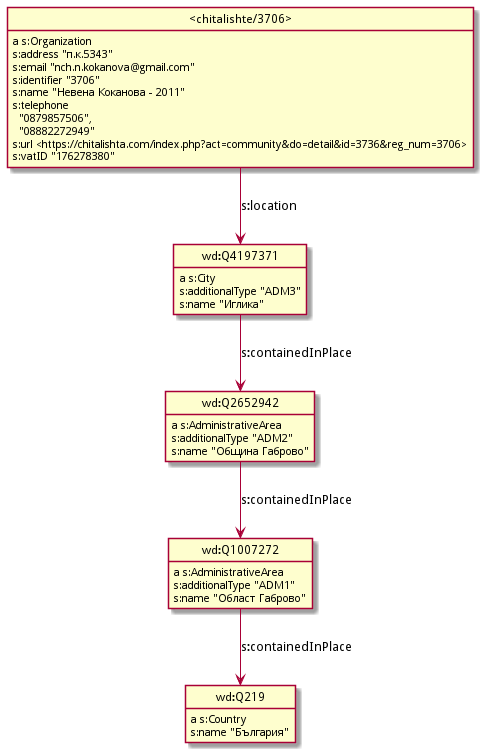 <chitalishte/3706>
a s:Organization
s:address "п.к.5343"
s:email "nch.n.kokanova@gmail.com"
s:identifier "3706"
s:name "Невена Коканова - 2011"
s:telephone
"0879857506",
"08882272949"
s:url <https://chitalishta.com/index.php?act=community&do=detail&id=3736&reg_num=3706>
s:vatID "176278380"
s:location
wd:Q4197371
a s:City
s:additionalType "ADM3"
s:name "Иглика"
s:containedInPlace
wd:Q2652942
a s:AdministrativeArea
s:additionalType "ADM2"
s:name "Община Габрово"
s:containedInPlace
wd:Q1007272
a s:AdministrativeArea
s:additionalType "ADM1"
s:name "Област Габрово"
s:containedInPlace
wd:Q219
a s:Country
s:name "България"